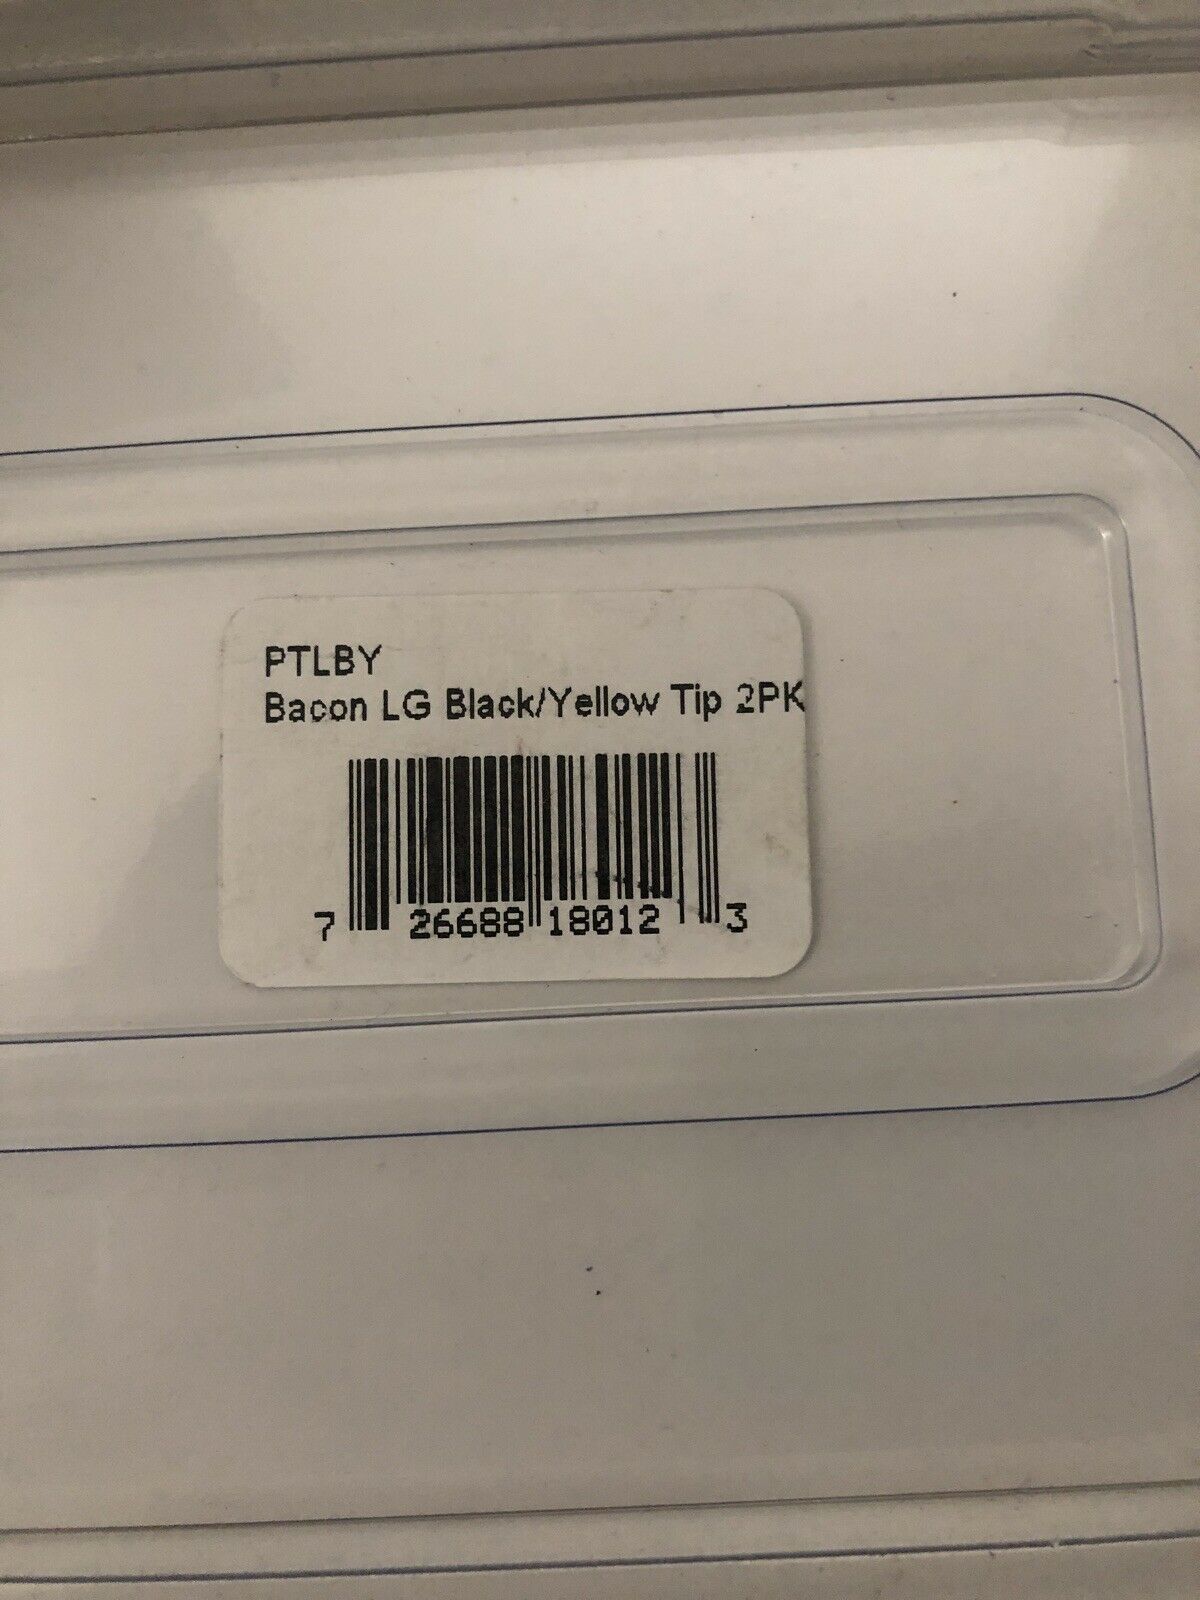 PTLBY
Bacon LG Black/Yellow Tip 2PK
7 26688 18012 3